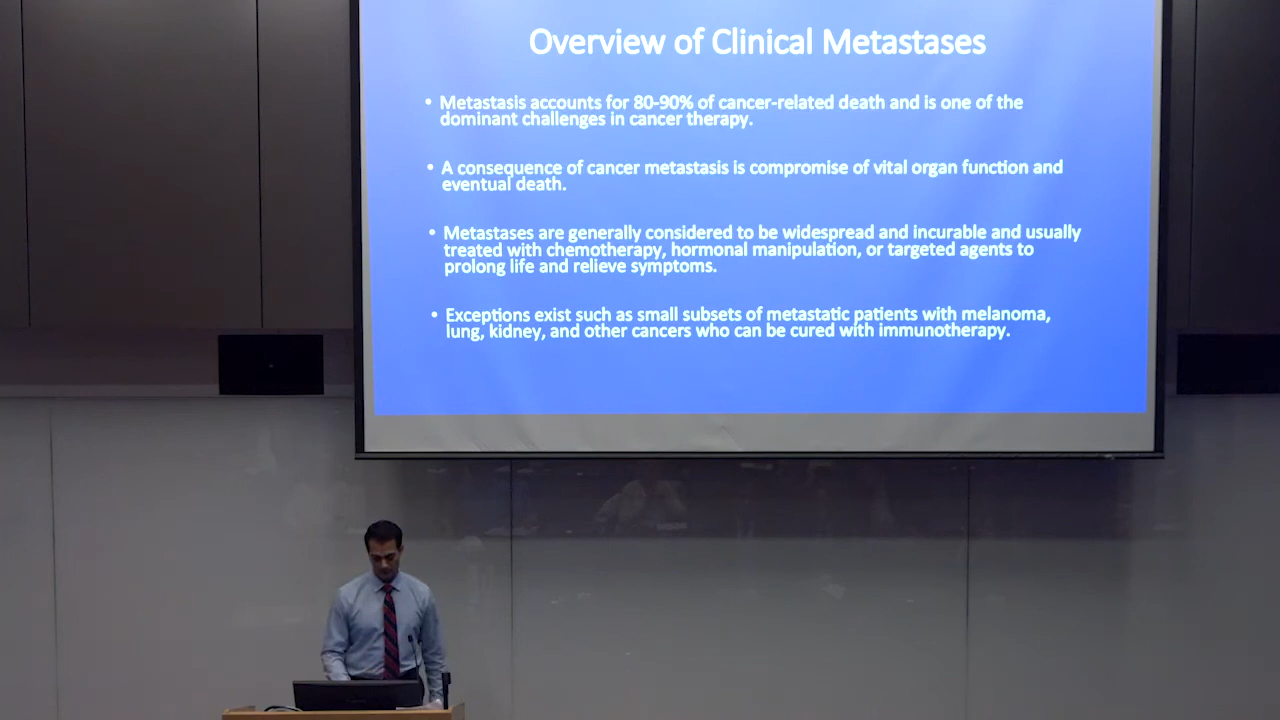 Overview of Clinical Metastases
• Metastasis accounts for 80-90% of cancer-related death and is one of the
dominant challenges in cancer therapy.
• A consequence of cancer metastasis is compromise of vital organ function and
eventual death.
• Metastases are generally considered to be widespread and incurable and usually
treated with chemotherapy, hormonal manipulation, or targeted agents to
prolong life and relieve symptoms.
• Exceptions exist such as small subsets of metastatic patients with melanoma,
lung, kidney, and other cancers who can be cured with immunotherapy.